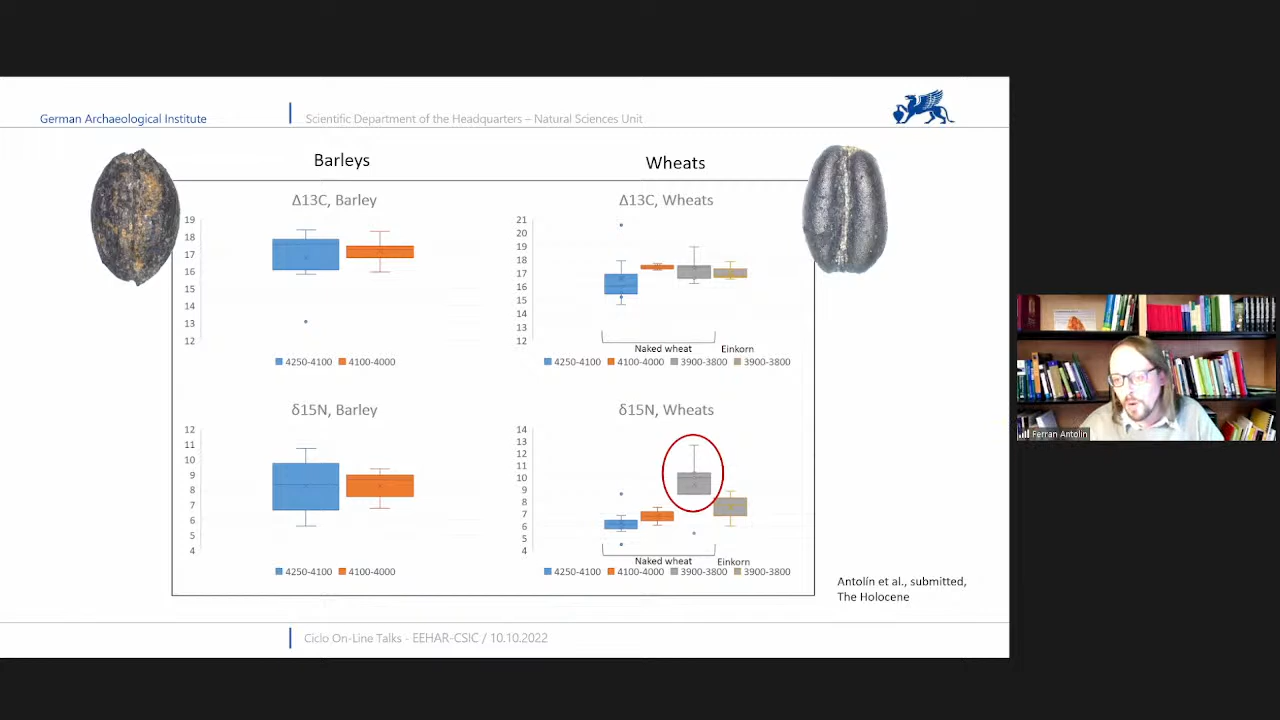 German Archaeological Institute
Scientific Department of the Headquarters – Natural Sciences Unit
Barleys
Wheats
Δ13C, Barley
19
18
17
16
15
14
13
12
4250-4100 4100-4000
Δ13C, Wheats
21
20
19
18
17
16
15
14
13
12
Naked wheat Einkorn
4250-4100 4100-4000 3900-3800 3900-3800
δ15N, Barley
12
11
10
9
8
7
6
5
4
4250-4100 4100-4000
δ15N, Wheats
14
13
12
11
10
9
8
7
6
5
4
Naked wheat Einkorn
4250-4100 4100-4000 3900-3800 3900-3800
Antolín et al., submitted,
The Holocene
Ciclo On-Line Talks - EEHAR-CSIC / 10.10.2022
Ferran Antolin